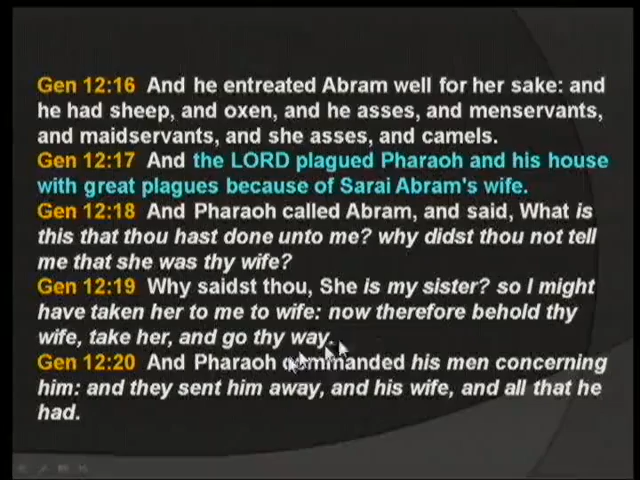 Gen 12:16 And he entreated Abram well for her sake: and
he had sheep, and oxen, and he asses, and menservants,
and maidservants, and she asses, and camels.
Gen 12:17 And the LORD plagued Pharaoh and his house
with great plagues because of Sarai Abram's wife.
Gen 12:18 And Pharaoh called Abram, and said, What is
this that thou hast done unto me? why didst thou not tell
me that she was thy wife?
Gen 12:19 Why saidst thou, She is my sister? so I might
have taken her to me to wife: now therefore behold thy
wife, take her, and go thy way.
Gen 12:20 And Pharaoh commanded his men concerning
him: and they sent him away, and his wife, and all that he
had.